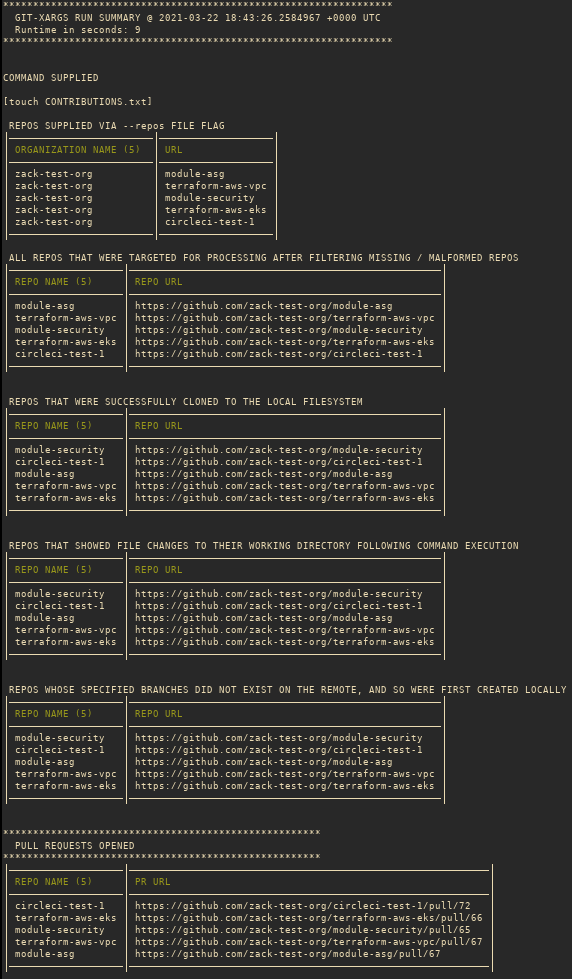 *****************************************************************
GIT-XARGS RUN SUMMARY @ 2021-03-22 18:43:26.2584967 +0000 UTC
Runtime in seconds: 9
*****************************************************************
COMMAND SUPPLIED
[touch CONTRIBUTIONS.txt]
REPOS SUPPLIED VIA --repos FILE FLAG
ORGANIZATION NAME (5) URL
zack-test-org module-asg
zack-test-org terraform-aws-vpc
zack-test-org module-security
zack-test-org terraform-aws-eks
zack-test-org circleci-test-1
ALL REPOS THAT WERE TARGETED FOR PROCESSING AFTER FILTERING MISSING / MALFORMED REPOS
REPO NAME (5) REPO URL
module-asg https://github.com/zack-test-org/module-asg
terraform-aws-vpc https://github.com/zack-test-org/terraform-aws-vpc
module-security https://github.com/zack-test-org/module-security
terraform-aws-eks https://github.com/zack-test-org/terraform-aws-eks
circleci-test-1 https://github.com/zack-test-org/circleci-test-1
REPOS THAT WERE SUCCESSFULLY CLONED TO THE LOCAL FILESYSTEM
REPO NAME (5) REPO URL
module-security https://github.com/zack-test-org/module-security
circleci-test-1 https://github.com/zack-test-org/circleci-test-1
module-asg https://github.com/zack-test-org/module-asg
terraform-aws-vpc https://github.com/zack-test-org/terraform-aws-vpc
terraform-aws-eks https://github.com/zack-test-org/terraform-aws-eks
REPOS THAT SHOWED FILE CHANGES TO THEIR WORKING DIRECTORY FOLLOWING COMMAND EXECUTION
REPO NAME (5) REPO URL
module-security https://github.com/zack-test-org/module-security
circleci-test-1 https://github.com/zack-test-org/circleci-test-1
module-asg https://github.com/zack-test-org/module-asg
terraform-aws-vpc https://github.com/zack-test-org/terraform-aws-vpc
terraform-aws-eks https://github.com/zack-test-org/terraform-aws-eks
REPOS WHOSE SPECIFIED BRANCHES DID NOT EXIST ON THE REMOTE, AND SO WERE FIRST CREATED LOCALLY
REPO NAME (5) REPO URL
module-security https://github.com/zack-test-org/module-security
circleci-test-1 https://github.com/zack-test-org/circleci-test-1
module-asg https://github.com/zack-test-org/module-asg
terraform-aws-vpc https://github.com/zack-test-org/terraform-aws-vpc
terraform-aws-eks https://github.com/zack-test-org/terraform-aws-eks
*****************************************************
PULL REQUESTS OPENED
*****************************************************
REPO NAME (5) PR URL
circleci-test-1 https://github.com/zack-test-org/circleci-test-1/pull/72
terraform-aws-eks https://github.com/zack-test-org/terraform-aws-eks/pull/66
module-security https://github.com/zack-test-org/module-security/pull/65
terraform-aws-vpc https://github.com/zack-test-org/terraform-aws-vpc/pull/67
module-asg https://github.com/zack-test-org/module-asg/pull/67